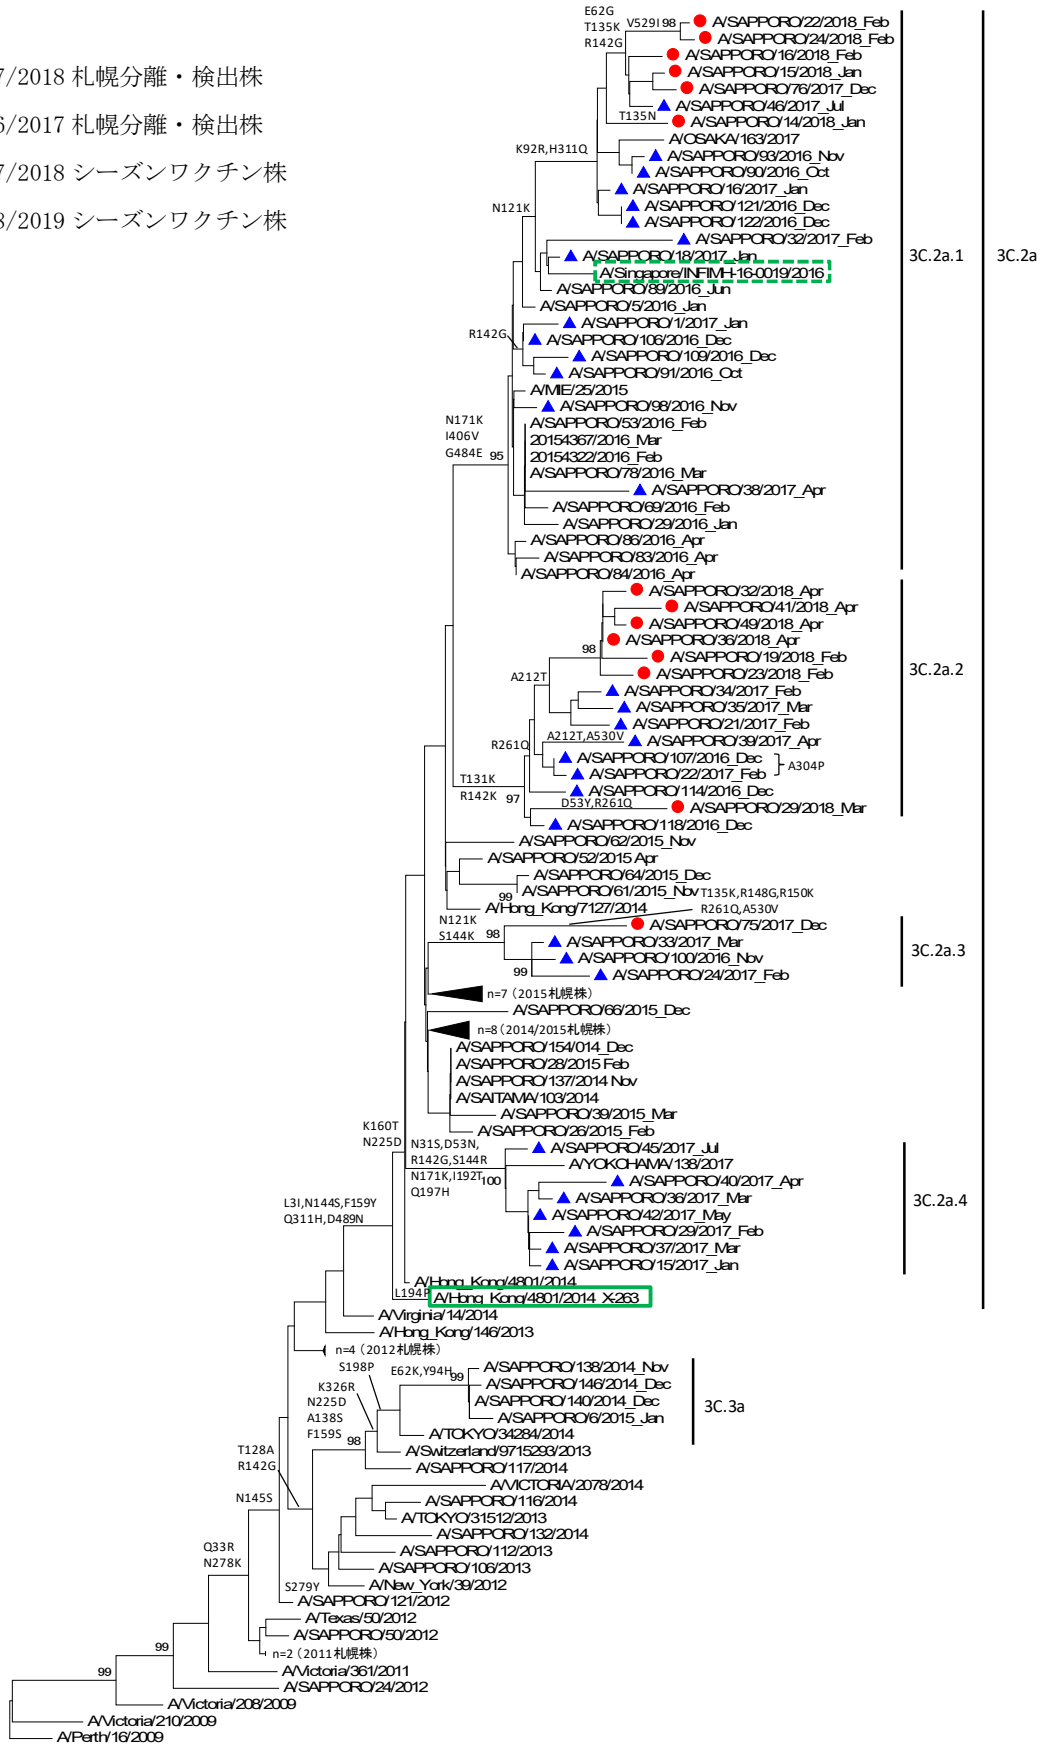 E62G
T135K
R142G
V529I 98
A/SAPPORO/22/2018_Feb
A/SAPPORO/24/2018_Feb
A/SAPPORO/16/2018_Feb
7/2018 札幌分離・検出株
A/SAPPORO/15/2018_Jan
A/SAPPORO/76/2017_Dec
A/SAPPORO/46/2017_Jul
T135N
A/SAPPORO/14/2018_Jan
6/2017 札幌分離・検出株
A/OSAKA/163/2017
K92R,H311Q
A/SAPPORO/93/2016_Nov
A/SAPPORO/90/2016_Oct
7/2018 シーズンワクチン株
A/SAPPORO/16/2017_Jan
A/SAPPORO/121/2016_Dec
N121K
A/SAPPORO/122/2016_Dec
8/2019 シーズンワクチン株
A/SAPPORO/32/2017_Feb
A/SAPPORO/18/2017_Jan
3C.2a.1
3C.2a
A/Singapore/INFIMH-16-0019/2016
A/SAPPORO/89/2016_Jun
A/SAPPORO/5/2016_Jan
A/SAPPORO/1/2017_Jan
R142G
A/SAPPORO/106/2016_Dec
A/SAPPORO/109/2016_Dec
A/SAPPORO/91/2016_Oct
A/MIE/25/2015
A/SAPPORO/98/2016_Nov
N171K
I406V
G484E 95
A/SAPPORO/53/2016_Feb
20154367/2016_Mar
20154322/2016_Feb
A/SAPPORO/78/2016_Mar
A/SAPPORO/38/2017_Apr
A/SAPPORO/69/2016_Feb
A/SAPPORO/29/2016_Jan
A/SAPPORO/86/2016_Apr
A/SAPPORO/83/2016_Apr
A/SAPPORO/84/2016_Apr
A/SAPPORO/32/2018_Apr
A/SAPPORO/41/2018_Apr
A/SAPPORO/49/2018_Apr
A/SAPPORO/36/2018_Apr
98
A/SAPPORO/19/2018_Feb
A/SAPPORO/23/2018_Feb
3C.2a.2
A212T
A/SAPPORO/34/2017_Feb
A/SAPPORO/35/2017_Mar
A/SAPPORO/21/2017_Feb
A212T,A530V
A/SAPPORO/39/2017_Apr
R261Q
A/SAPPORO/107/2016_Dec
A304P
A/SAPPORO/22/2017_Feb
T131K
R142K 97
A/SAPPORO/114/2016_Dec
D53Y,R261Q
A/SAPPORO/29/2018_Mar
A/SAPPORO/118/2016_Dec
A/SAPPORO/62/2015_Nov
A/SAPPORO/52/2015 Apr
A/SAPPORO/64/2015_Dec
99
A/SAPPORO/61/2015_Nov
T135K,R148G,R150K
R261Q,A530V
A/Hong_Kong/7127/2014
N121K
S144K
98
A/SAPPORO/75/2017_Dec
A/SAPPORO/33/2017_Mar
3C.2a.3
A/SAPPORO/100/2016_Nov
99
A/SAPPORO/24/2017_Feb
n=7（2015札幌株）
A/SAPPORO/66/2015_Dec
n=8（2014/2015札幌株）
A/SAPPORO/154/014_Dec
A/SAPPORO/28/2015 Feb
A/SAPPORO/137/2014 Nov
A/SAITAMA/103/2014
A/SAPPORO/39/2015_Mar
A/SAPPORO/26/2015_Feb
K160T
N225D
N31S,D53N,
R142G,S144R
N171K,I192T
Q197H
100
A/SAPPORO/45/2017_Jul
A/YOKOHAMA/138/2017
A/SAPPORO/40/2017_Apr
A/SAPPORO/36/2017_Mar
3C.2a.4
A/SAPPORO/42/2017_May
L3I,N144S,F159Y
Q311H,D489N
A/SAPPORO/29/2017_Feb
A/SAPPORO/37/2017_Mar
A/SAPPORO/15/2017_Jan
A/Hong_Kong/4801/2014
L194P
A/Hong_Kong/4801/2014_X-263
A/Virginia/14/2014
A/Hong_Kong/146/2013
n=4（2012札幌株）
S198P
E62K,Y94H
99
A/SAPPORO/138/2014_Nov
A/SAPPORO/146/2014_Dec
A/SAPPORO/140/2014_Dec
3C.3a
A/SAPPORO/6/2015_Jan
K326R
N225D
A138S
F159S
98
A/TOKYO/34284/2014
A/Switzerland/9715293/2013
A/SAPPORO/117/2014
T128A
R142G
A/VICTORIA/2078/2014
N145S
A/SAPPORO/116/2014
A/TOKYO/31512/2013
A/SAPPORO/132/2014
Q33R
N278K
A/SAPPORO/112/2013
A/SAPPORO/106/2013
A/New_York/39/2012
S279Y
A/SAPPORO/121/2012
A/Texas/50/2012
A/SAPPORO/50/2012
99
n=2（2011札幌株）
99
A/Victoria/361/2011
A/SAPPORO/24/2012
A/Victoria/208/2009
A/Victoria/210/2009
A/Perth/16/2009